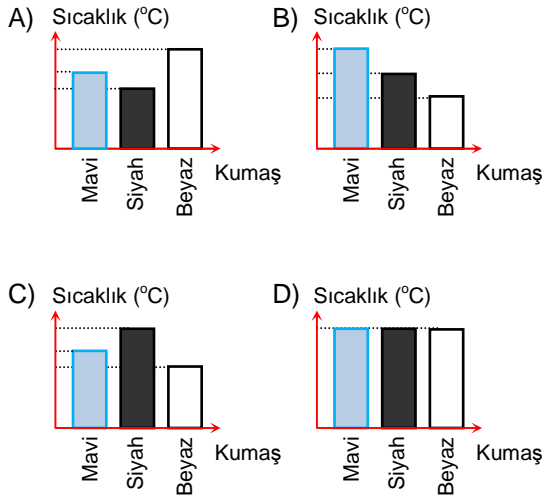 A) Sıcaklık (°C)
Mavi
Siyah
Beyaz
Kumaş
B) Sıcaklık (°C)
Mavi
Siyah
Beyaz
Kumaş
C) Sıcaklık (°C)
Mavi
Siyah
Beyaz
Kumaş
D) Sıcaklık (°C)
Mavi
Siyah
Beyaz
Kumaş